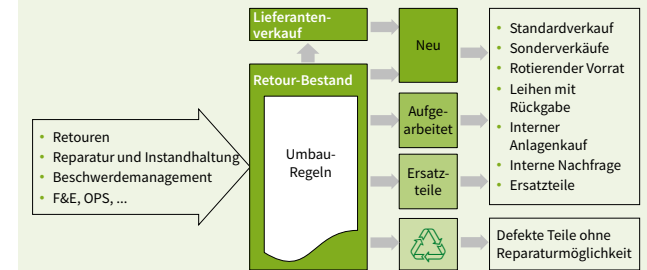 Lieferanten-
verkauf
Neu
Standardverkauf
Sonderverkäufe
Rotierender Vorrat
Leihen mit
Rückgabe
Interner
Anlagenkauf
Interne Nachfrage
Ersatzteile
Retour-Bestand
Umbau-
Regeln
Aufge-
arbeitet
Ersatz-
teile
Retouren
Reparatur und Instandhaltung
Beschwerdemanagement
F&E, OPS, ...
Defekte Teile ohne
Reparaturmöglichkeit